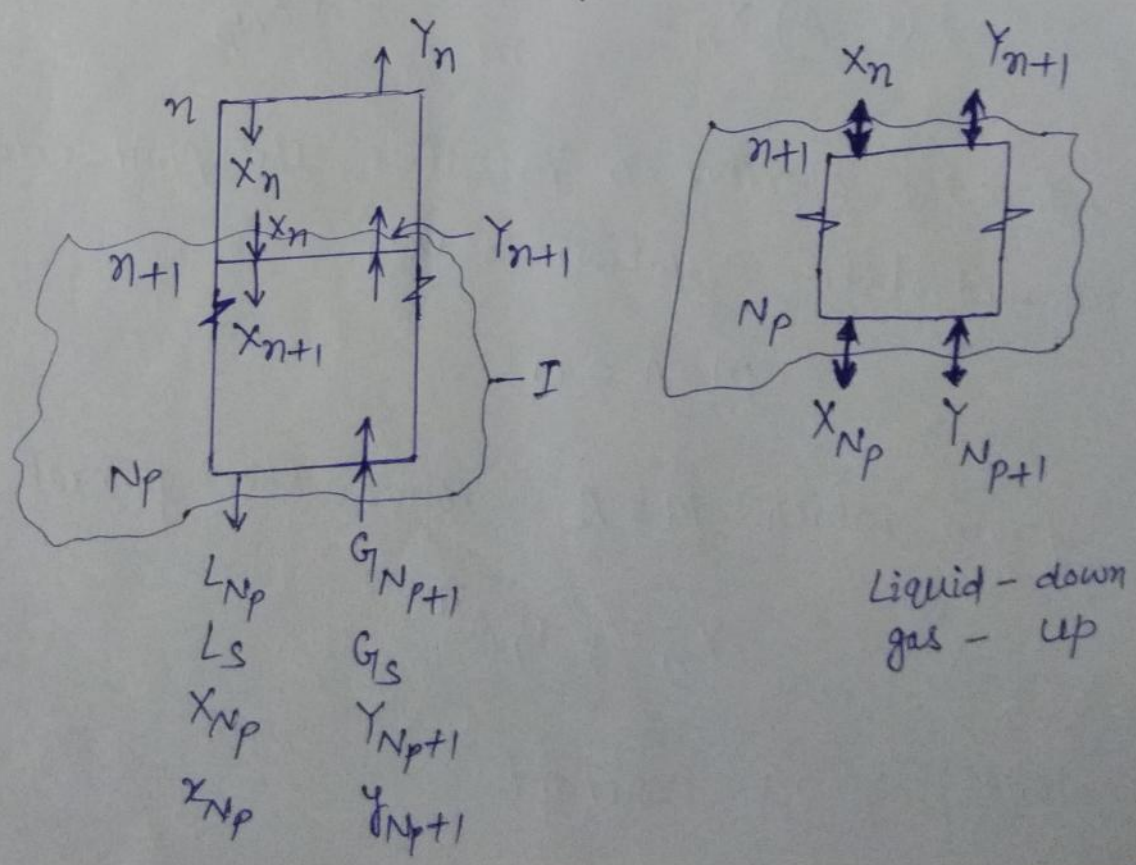 Yn
n
Xn
Xn
Yn+1
n+1
Xn+1
I
Np
LNp
GNp+1
Ls
Gs
XNp
YNp+1
xNp
yNp+1
Xn
Yn+1
n+1
Np
XNp
YNp+1
Liquid - down
gas - up